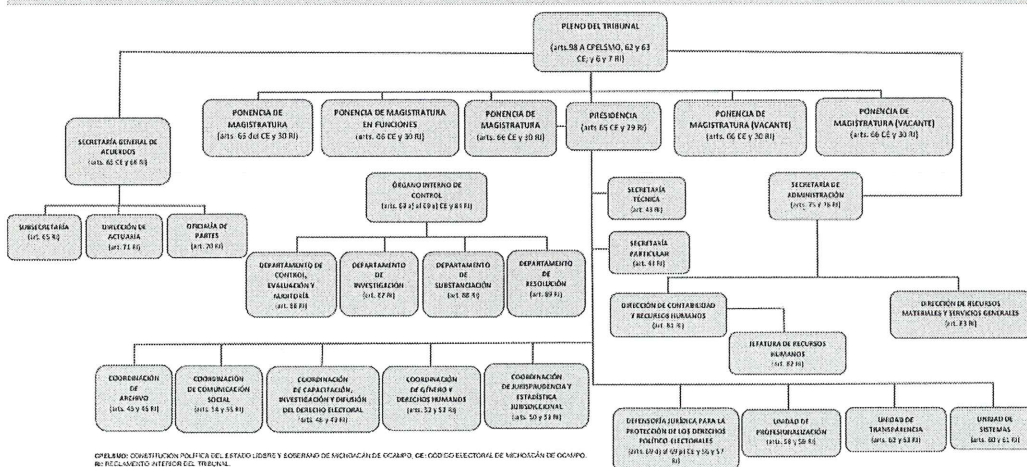 PLENO DEL TRIBUNAL
(arts.98 A CPELSMO, 62 y 63
CE; y 6 y 7 RI)
PONENCIA DE
MAGISTRATURA
(arts. 65 del CE y 30 RI)
PONENCIA DE MAGISTRATURA
EN FUNCIONES
(arts. 66 CE y 30 RI)
PONENCIA DE
MAGISTRATURA
(arts. 66 CE y 30 RI)
PRESIDENCIA
(arts 65 CE y 29 RI)
PONENCIA DE
MAGISTRATURA (VACANTE)
(arts. 66 CE y 30 RI)
PONENCIA DE
MAGISTRATURA (VACANTE)
(arts. 66 CE y 30 RI)
SECRETARÍA GENERAL DE
ACUERDOS
SUBSECRETARÍA
(art. 65 RI)
DIRECCIÓN DE
ACTUARÍA
(art. 71 RI)
OFICIALÍA DE
PARTES
(art. 70 RI)
ÓRGANO INTERNO DE
CONTROL
DEPARTAMENTO DE
CONTROL,
EVALUACIÓN Y
AUDITORÍA
(art. 86 RI)
DEPARTAMENTO
DE
INVESTIGACIÓN
(art. 87 RI)
DEPARTAMENTO
DE
SUBSTANCIACIÓN
(art. 88 RI)
DEPARTAMENTO
DE
RESOLUCIÓN
(art. 89 RI)
SECRETARÍA
TÉCNICA
(art. 43 RI)
SECRETARÍA
PARTICULAR
SECRETARÍA DE
ADMINISTRACIÓN
(arts. 75 y 76 RI)
DIRECCIÓN DE CONTABILIDAD
Y RECURSOS HUMANOS
(art. 81 RI)
JEFATURA DE RECURSOS
HUMANOS
(art. 82 RI)
DIRECCIÓN DE RECURSOS
MATERIALES Y SERVICIOS GENERALES
(art. 83 RI)
COORDINACIÓN
DE
ARCHIVO
(arts. 45 y 46 RI)
COORDINACIÓN
DE COMUNICACIÓN
SOCIAL
(arts. 54 y 55 RI)
COORDINACIÓN
DE CAPACITACIÓN,
INVESTIGACIÓN Y DIFUSIÓN
DEL DERECHO ELECTORAL
(arts. 48 y 49 RI)
COORDINACIÓN
DE GÉNERO Y
DERECHOS HUMANOS
(arts. 52 y 53 RI)
COORDINACIÓN
DE JURISPRUDENCIA Y
ESTADÍSTICA
JURISDICCIONAL
(arts. 50 y 51 RI)
DEFENSORÍA JURÍDICA PARA LA
PROTECCIÓN DE LOS DERECHOS
POLÍTICO ELECTORALES
(arts. 69 d) al 69 p) CE y 56 y 57
RI)
UNIDAD DE
PROFESIONALIZACIÓN
(arts. 58 y 59 RI)
UNIDAD DE
TRANSPARENCIA
(arts. 62 y 63 RI)
UNIDAD DE
SISTEMAS
(arts. 60 y 61 RI)
CPELSMO: CONSTITUCIÓN POLÍTICA DEL ESTADO LIBRE Y SOBERANO DE MICHOACÁN DE OCAMPO, CE: CÓDIGO ELECTORAL DE MICHOACÁN DE OCAMPO.
RI: REGLAMENTO INTERIOR DEL TRIBUNAL.